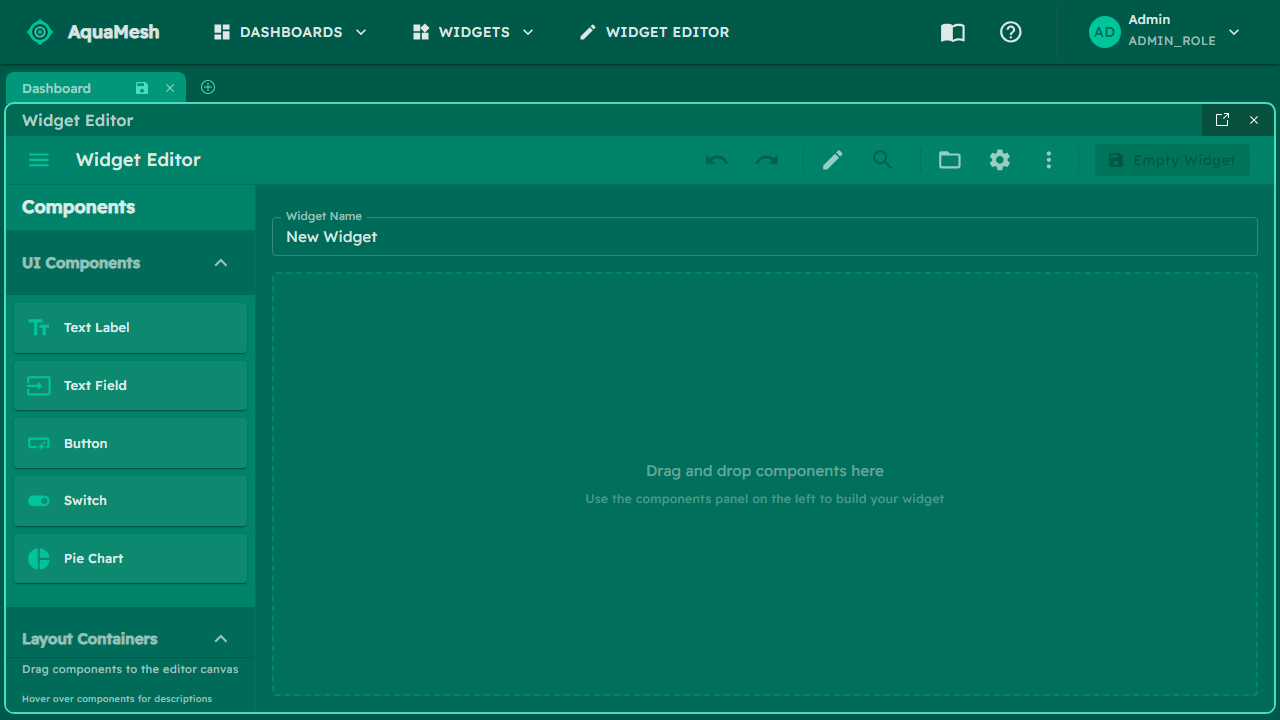 AquaMesh
DASHBOARDS
WIDGETS
WIDGET EDITOR
AD
Admin
ADMIN_ROLE
Dashboard
Widget Editor
Widget Editor
Empty Widget
Components
UI Components
Text Label
Text Field
Button
Switch
Pie Chart
Layout Containers
Drag components to the editor canvas
Hover over components for descriptions
Widget Name
New Widget
Drag and drop components here
Use the components panel on the left to build your widget